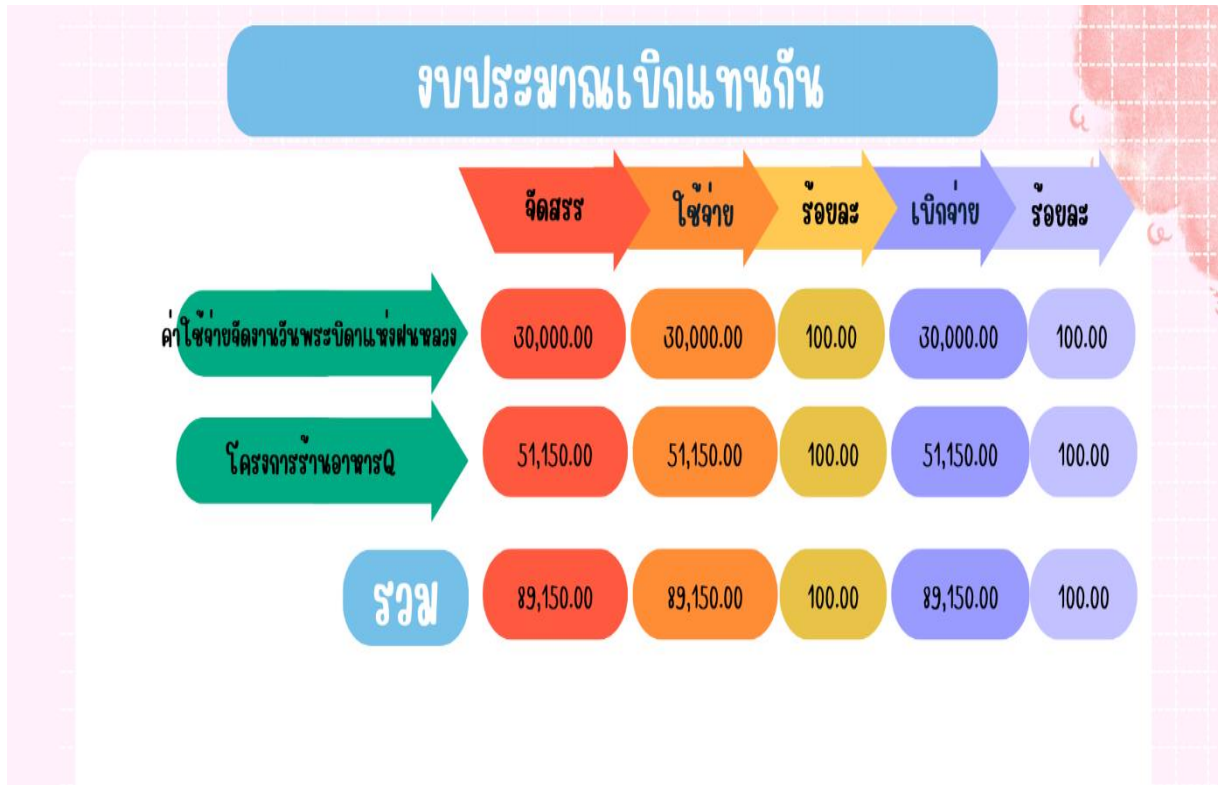 งบประมาณเบิกแทนกัน
จัดสรร ใช้จ่าย ร้อยละ เบิกจ่าย ร้อยละ
ค่าใช้จ่ายจัดงานวันพระบิดาแห่งฝนหลวง 30,000.00 30,000.00 100.00 30,000.00 100.00
โครงการร้านอาหารQ 51,150.00 51,150.00 100.00 51,150.00 100.00
รวม 89,150.00 89,150.00 100.00 89,150.00 100.00